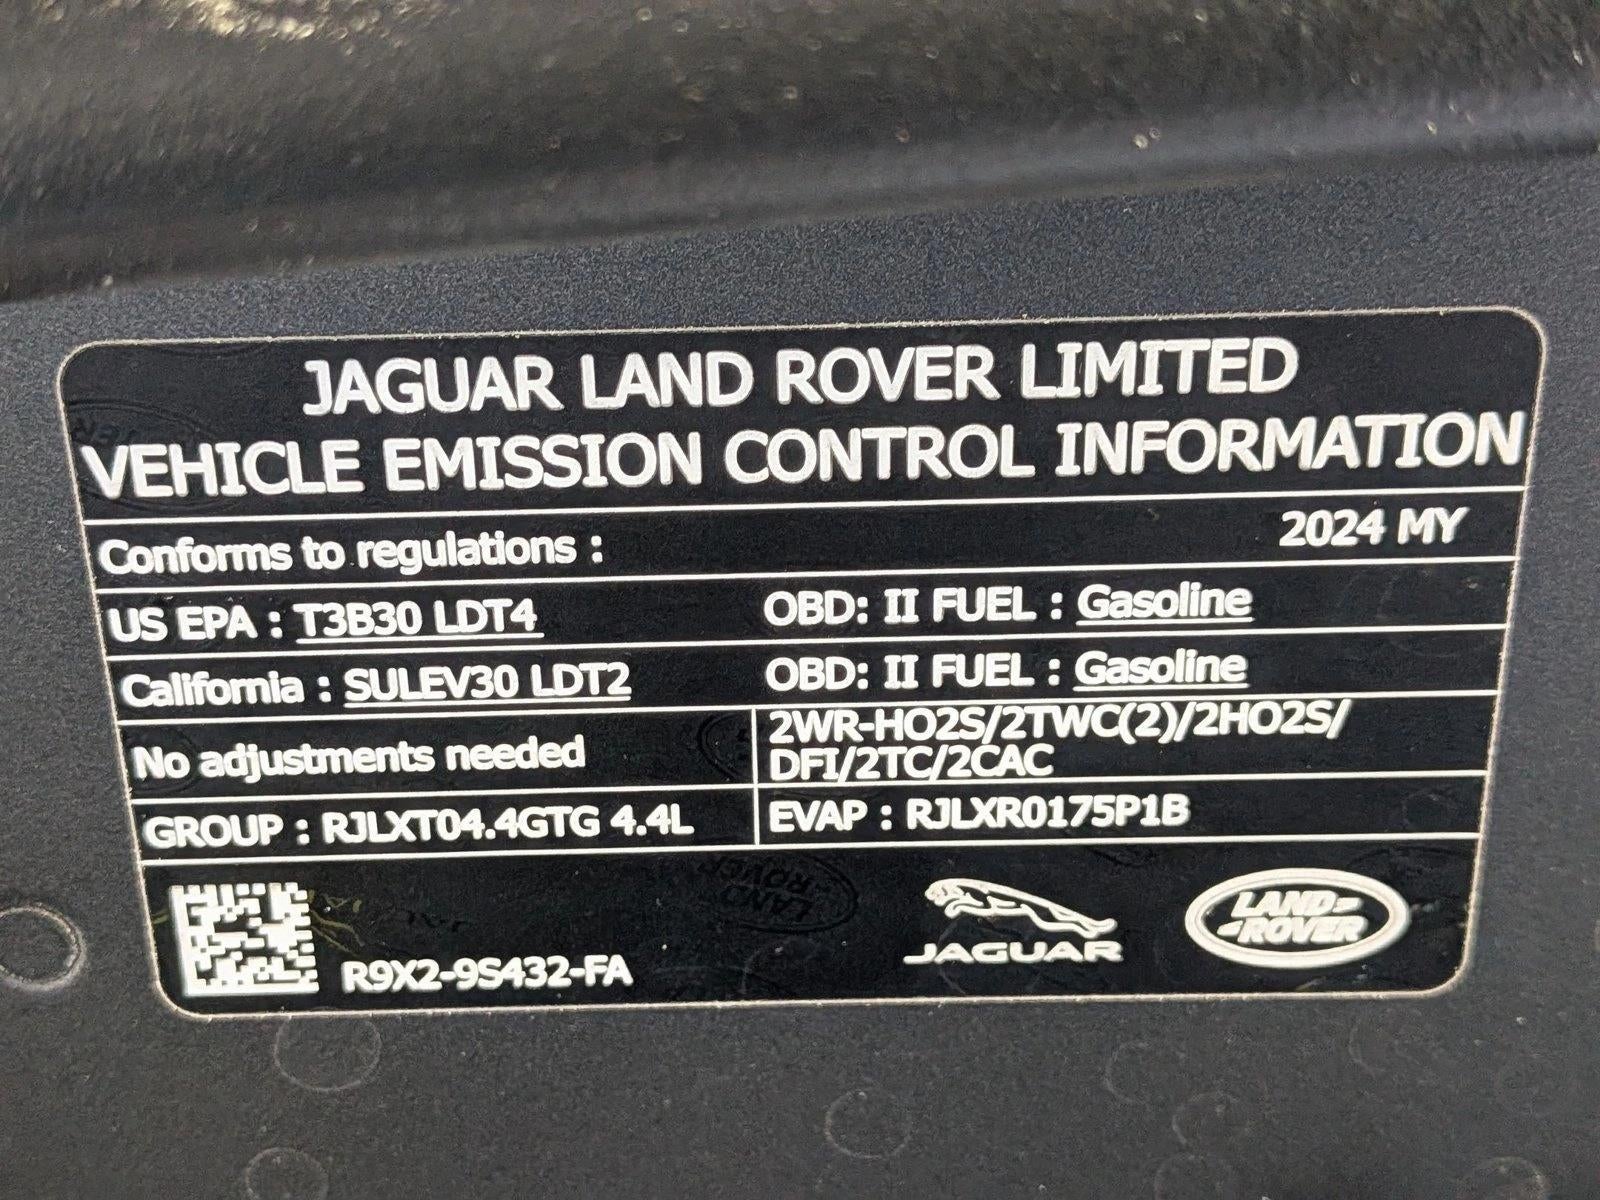 JAGUAR LAND ROVER LIMITED
VEHICLE EMISSION CONTROL INFORMATION
Conforms to regulations : 2024 MY
US EPA : T3B30 LDT4 OBD: II FUEL : Gasoline
California : SULEV30 LDT2 OBD: II FUEL : Gasoline
No adjustments needed
2WR-HO2S/2TWC(2)/2HO2S/
DFI/2TC/2CAC
GROUP : RJLXT04.4GTG 4.4L EVAP : RJLXR0175P1B
R9X2-9S432-FA
JAGUAR
LAND-
-ROVER